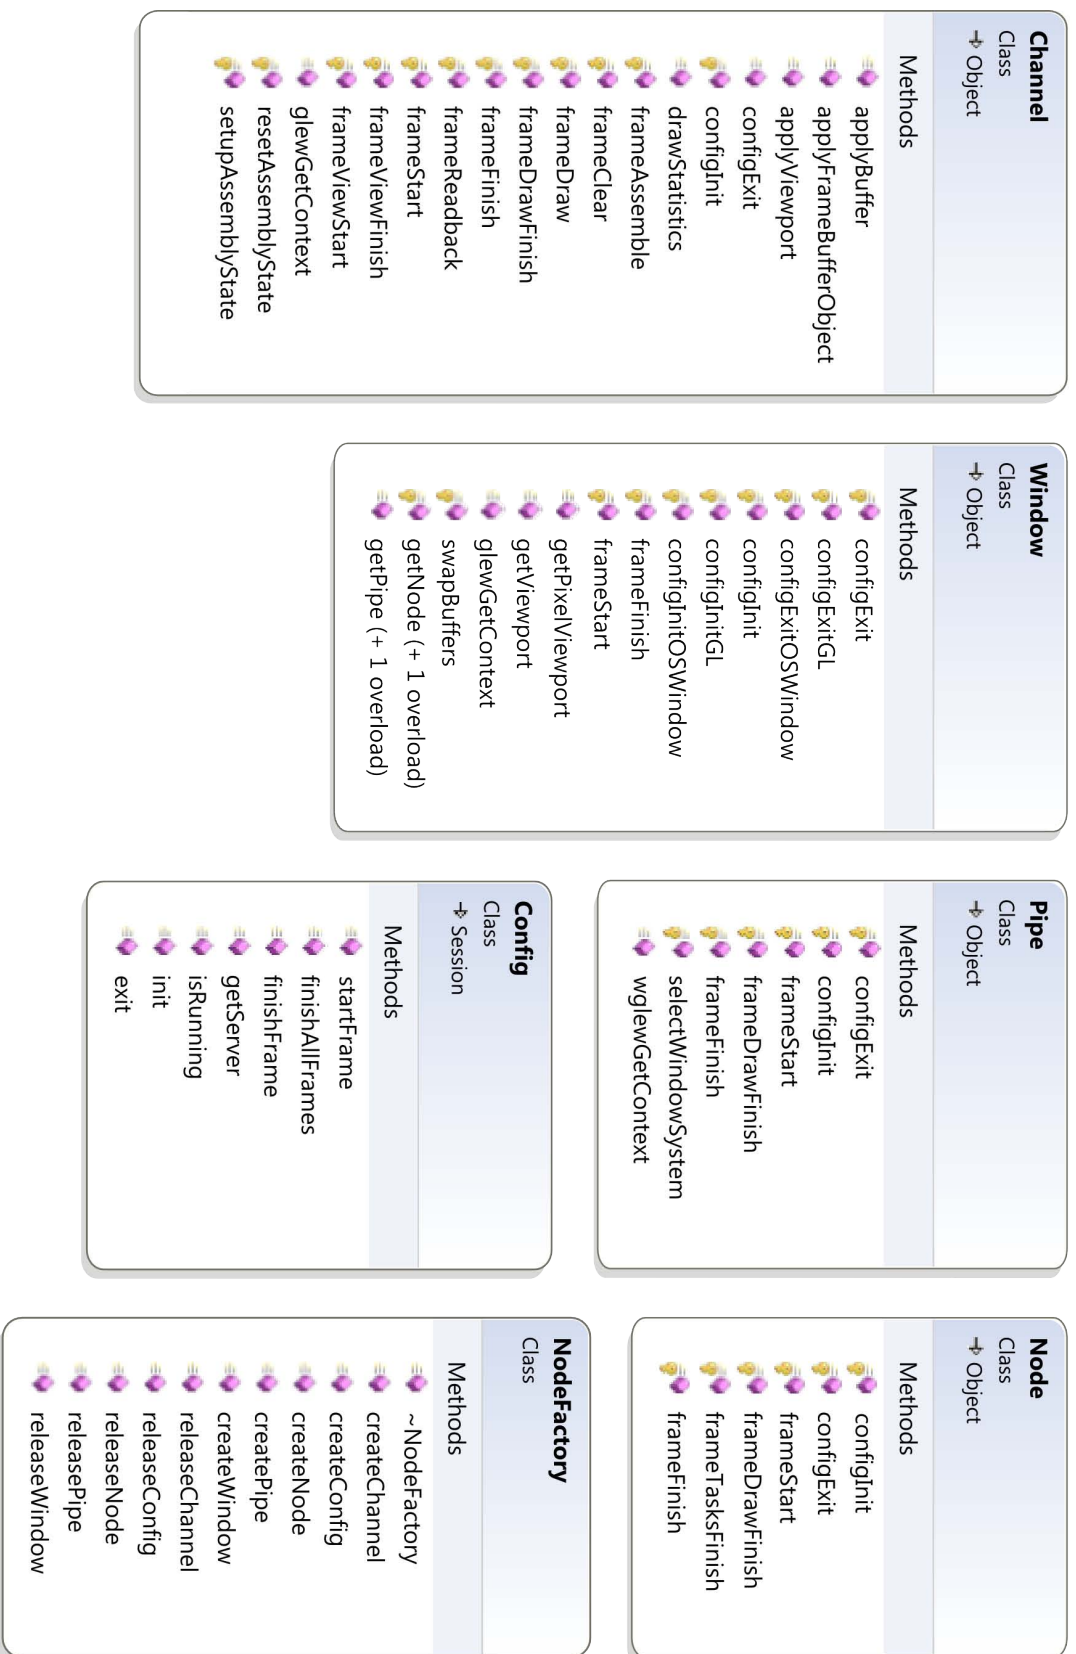 Channel
Class
Object
Methods
applyBuffer
applyFrameBufferObject
applyViewport
configExit
configInit
drawStatistics
frameAssemble
frameClear
frameDraw
frameDrawFinish
frameFinish
frameReadback
frameStart
frameViewFinish
frameViewStart
glewGetContext
resetAssemblyState
setupAssemblyState
Window
Class
Object
Methods
configExit
configExitGL
configExitOSWindow
configInit
configInitGL
configInitOSWindow
frameFinish
frameStart
getPixelViewport
getViewport
glewGetContext
swapBuffers
getNode (+ 1 overload)
getPipe (+ 1 overload)
Pipe
Class
Object
Methods
configExit
configInit
frameStart
frameDrawFinish
frameFinish
selectWindowSystem
wglewGetContext
Config
Class
Session
Methods
startFrame
finishAllFrames
finishFrame
getServer
isRunning
init
exit
Node
Class
Object
Methods
configInit
configExit
frameStart
frameDrawFinish
frameTasksFinish
frameFinish
NodeFactory
Class
Methods
~NodeFactory
createChannel
createConfig
createNode
createPipe
createWindow
releaseChannel
releaseConfig
releaseNode
releasePipe
releaseWindow